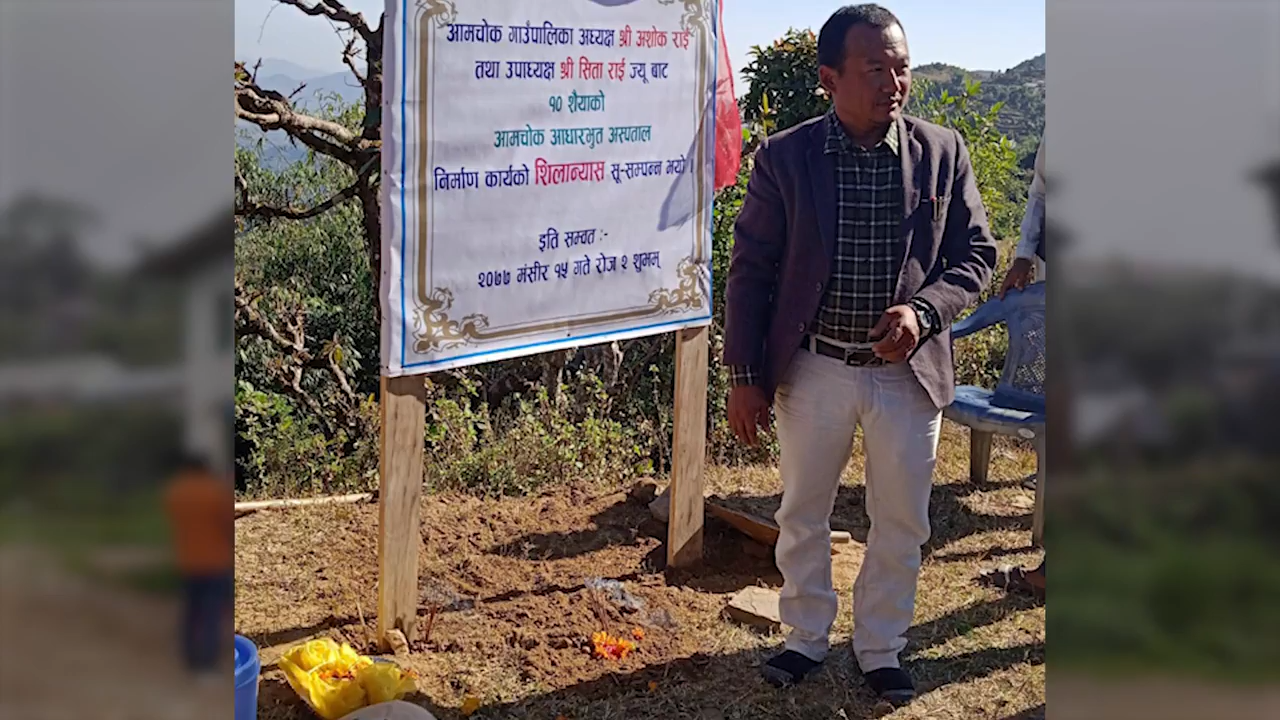 आमचोक गाउँपालिका अध्यक्ष श्री अशोक राई
तथा उपाध्यक्ष श्री सिता राई ज्यू बाट
१० शैयाको
आमचोक आधारभुत अस्पताल
निर्माण कार्यको शिलान्यास सू-सम्पन्न भयो ।
इति सम्वत :-
२०७७ मंसीर १५ गते रोज २ शुभम्